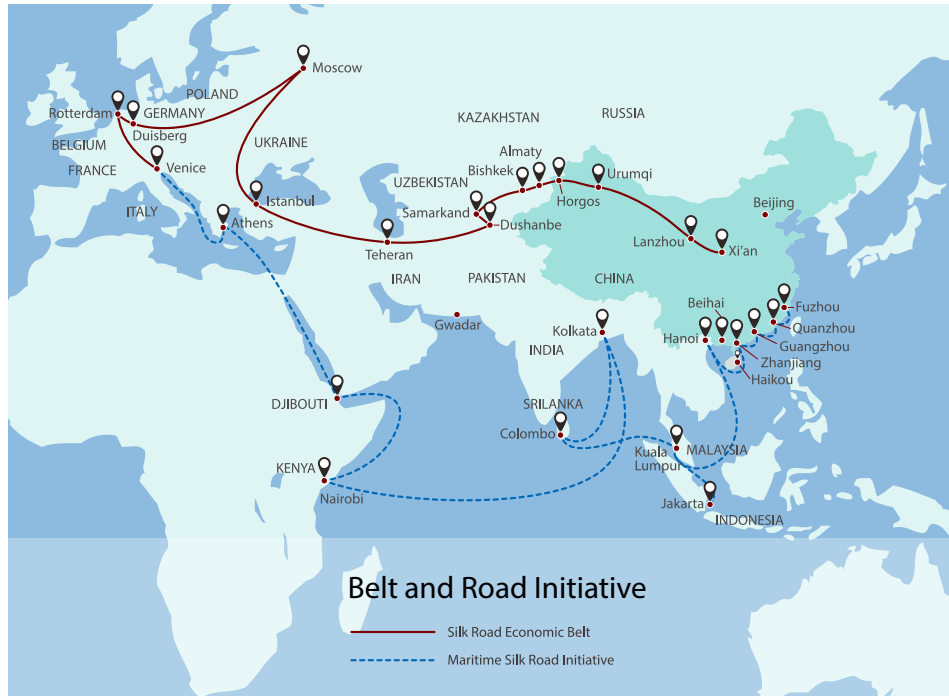 Moscow
POLAND
Rotterdam
GERMANY
Duisberg
BELGIUM
FRANCE
Venice
UKRAINE
ITALY
Athens
Istanbul
KAZAKHSTAN
RUSSIA
Almaty
Bishkek
Urumqi
UZBEKISTAN
Horgos
Samarkand
Dushanbe
Beijing
Lanzhou
Xi'an
Teheran
IRAN
PAKISTAN
CHINA
Gwadar
Kolkata
INDIA
Beihai
Hanoi
Fuzhou
Quanzhou
Guangzhou
Zhanjiang
Haikou
DJIBOUTI
SRILANKA
Colombo
KENYA
Nairobi
Kuala
Lumpur
MALAYSIA
Jakarta
INDONESIA
Belt and Road Initiative
Silk Road Economic Belt
Maritime Silk Road Initiative